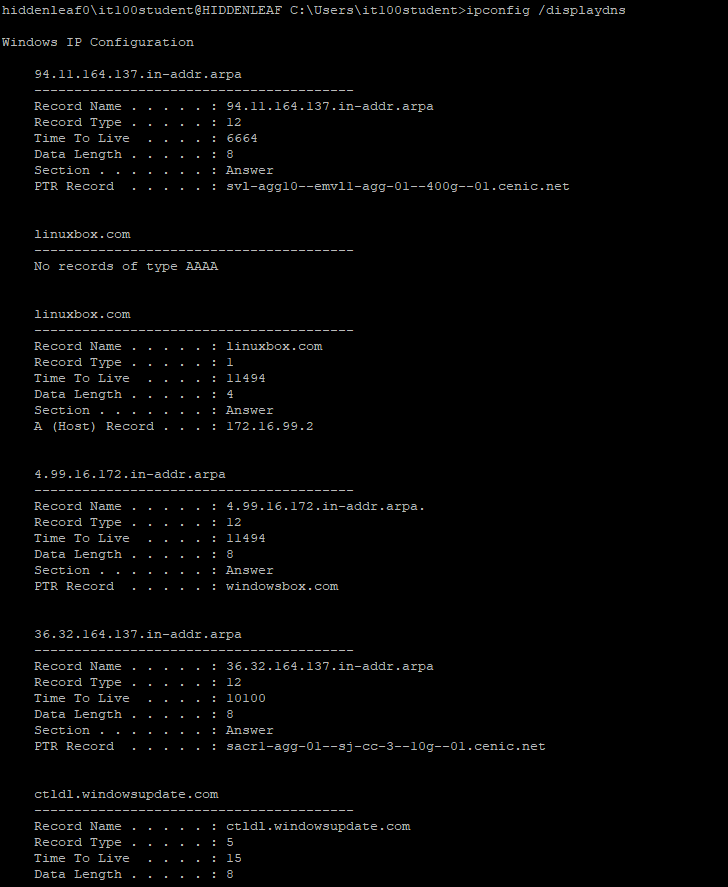 hiddenleaf0\it100student@HIDDENLEAF C:\Users\it100student>ipconfig /displaydns
Windows IP Configuration
94.11.164.137.in-addr.arpa
----------------------------------------
Record Name . . . . . : 94.11.164.137.in-addr.arpa
Record Type . . . . . : 12
Time To Live  . . . . : 6664
Data Length . . . . . : 8
Section . . . . . . . : Answer
PTR Record  . . . . . : svl-agg10--emvl1-agg-01--400g--01.cenic.net
linuxbox.com
----------------------------------------
No records of type AAAA
linuxbox.com
----------------------------------------
Record Name . . . . . : linuxbox.com
Record Type . . . . . : 1
Time To Live  . . . . : 11494
Data Length . . . . . : 4
Section . . . . . . . : Answer
A (Host) Record . . . : 172.16.99.2
4.99.16.172.in-addr.arpa
----------------------------------------
Record Name . . . . . : 4.99.16.172.in-addr.arpa.
Record Type . . . . . : 12
Time To Live  . . . . : 11494
Data Length . . . . . : 8
Section . . . . . . . : Answer
PTR Record  . . . . . : windowsbox.com
36.32.164.137.in-addr.arpa
----------------------------------------
Record Name . . . . . : 36.32.164.137.in-addr.arpa
Record Type . . . . . : 12
Time To Live  . . . . : 10100
Data Length . . . . . : 8
Section . . . . . . . : Answer
PTR Record  . . . . . : sacr1-agg-01--sj-cc-3--10g--01.cenic.net
ctldl.windowsupdate.com
----------------------------------------
Record Name . . . . . : ctldl.windowsupdate.com
Record Type . . . . . : 5
Time To Live  . . . . : 15
Data Length . . . . . : 8